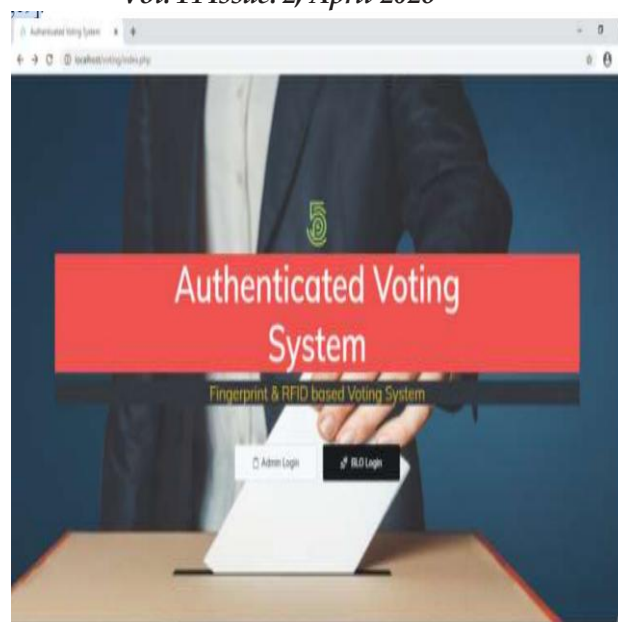 Vol. 11 Issue. 2, April 2020
Authenticated Voting System
localhost/voting/index.php
Authenticated Voting
System
Fingerprint & RFID based Voting System
Admin Login
BLO Login